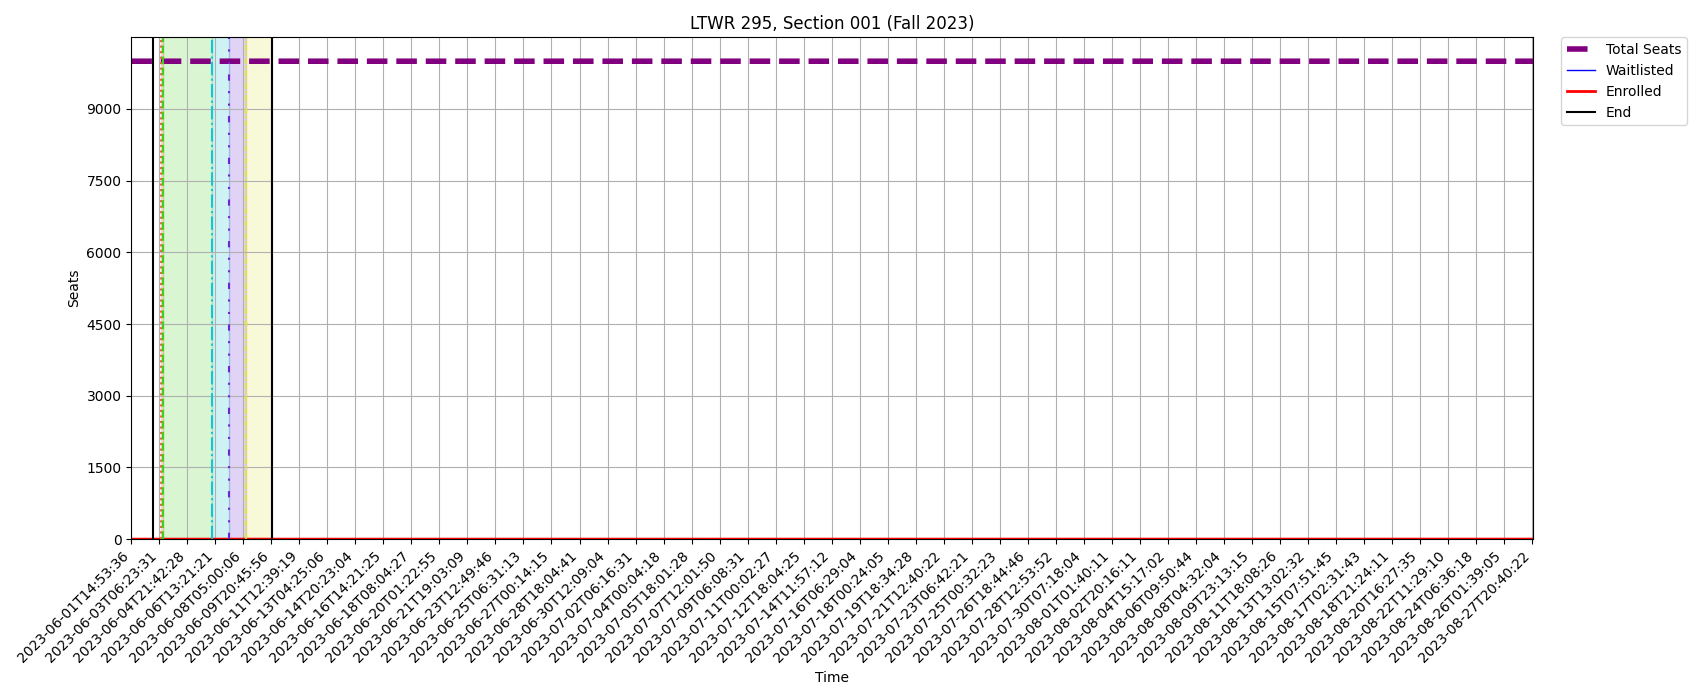 LTWR 295, Section 001 (Fall 2023)
Total Seats
Waitlisted
Enrolled
End
9000
7500
6000
4500
3000
1500
0
Seats
2023-06-01T14:53:36
2023-06-03T06:23:31
2023-06-04T21:42:28
2023-06-06T13:21:21
2023-06-08T05:00:06
2023-06-09T20:45:56
2023-06-11T12:39:19
2023-06-13T04:25:06
2023-06-14T20:23:04
2023-06-16T14:21:25
2023-06-18T08:04:27
2023-06-20T01:22:55
2023-06-21T19:03:09
2023-06-23T12:49:46
2023-06-25T06:31:13
2023-06-27T00:14:15
2023-06-28T18:04:41
2023-06-30T12:09:04
2023-07-02T06:16:31
2023-07-04T00:04:18
2023-07-05T18:01:28
2023-07-07T12:01:50
2023-07-09T06:08:31
2023-07-11T00:02:27
2023-07-12T18:04:25
2023-07-14T11:57:12
2023-07-16T06:29:04
2023-07-18T00:24:05
2023-07-19T18:34:28
2023-07-21T12:40:22
2023-07-23T06:42:21
2023-07-25T00:32:23
2023-07-26T18:44:46
2023-07-28T12:53:52
2023-07-30T07:18:04
2023-08-01T01:40:11
2023-08-02T20:16:11
2023-08-04T15:17:02
2023-08-06T09:50:44
2023-08-08T04:32:04
2023-08-09T23:13:15
2023-08-11T18:08:26
2023-08-13T13:02:32
2023-08-15T07:51:45
2023-08-17T02:31:43
2023-08-18T21:24:11
2023-08-20T16:27:35
2023-08-22T11:29:10
2023-08-24T06:36:18
2023-08-26T01:39:05
2023-08-27T20:40:22
Time